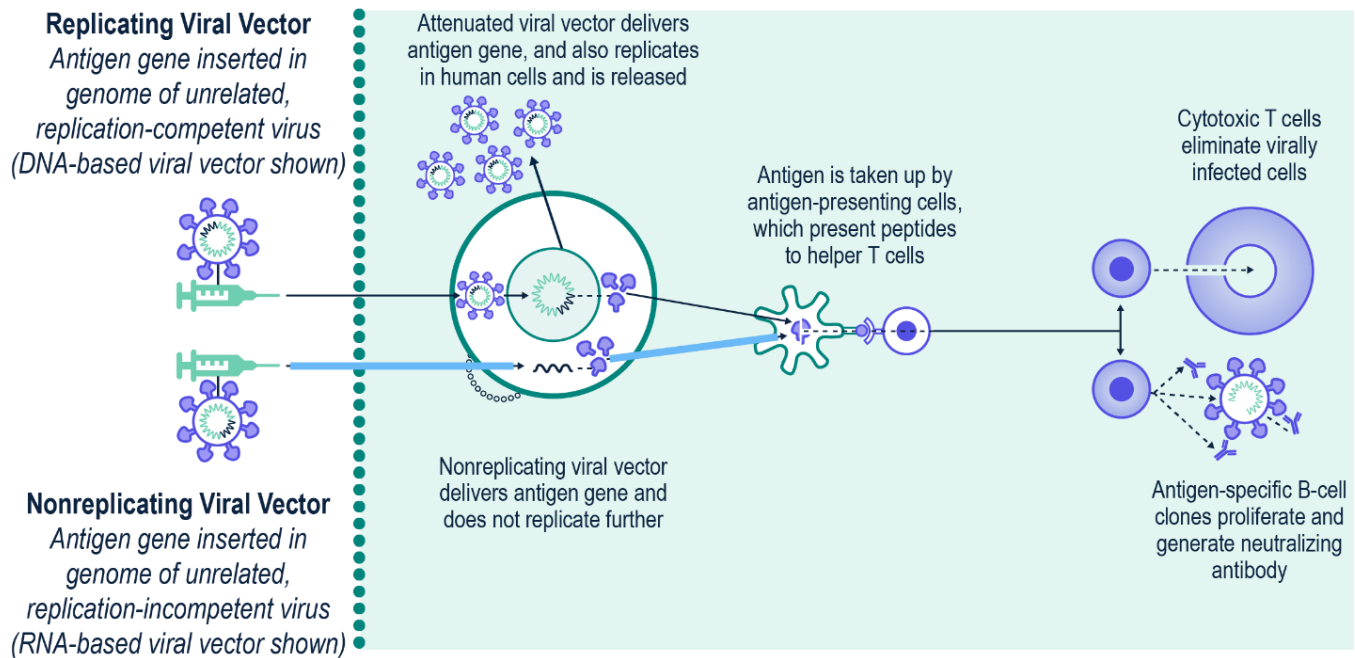 Replicating Viral Vector
Antigen gene inserted in
genome of unrelated,
replication-competent virus
(DNA-based viral vector shown)
Attenuated viral vector delivers
antigen gene, and also replicates
in human cells and is released
Antigen is taken up by
antigen-presenting cells,
which present peptides
to helper T cells
Cytotoxic T cells
eliminate virally
infected cells
Nonreplicating Viral Vector
Antigen gene inserted in
genome of unrelated,
replication-incompetent virus
(RNA-based viral vector shown)
Nonreplicating viral vector
delivers antigen gene and
does not replicate further
Antigen-specific B-cell
clones proliferate and
generate neutralizing
antibody